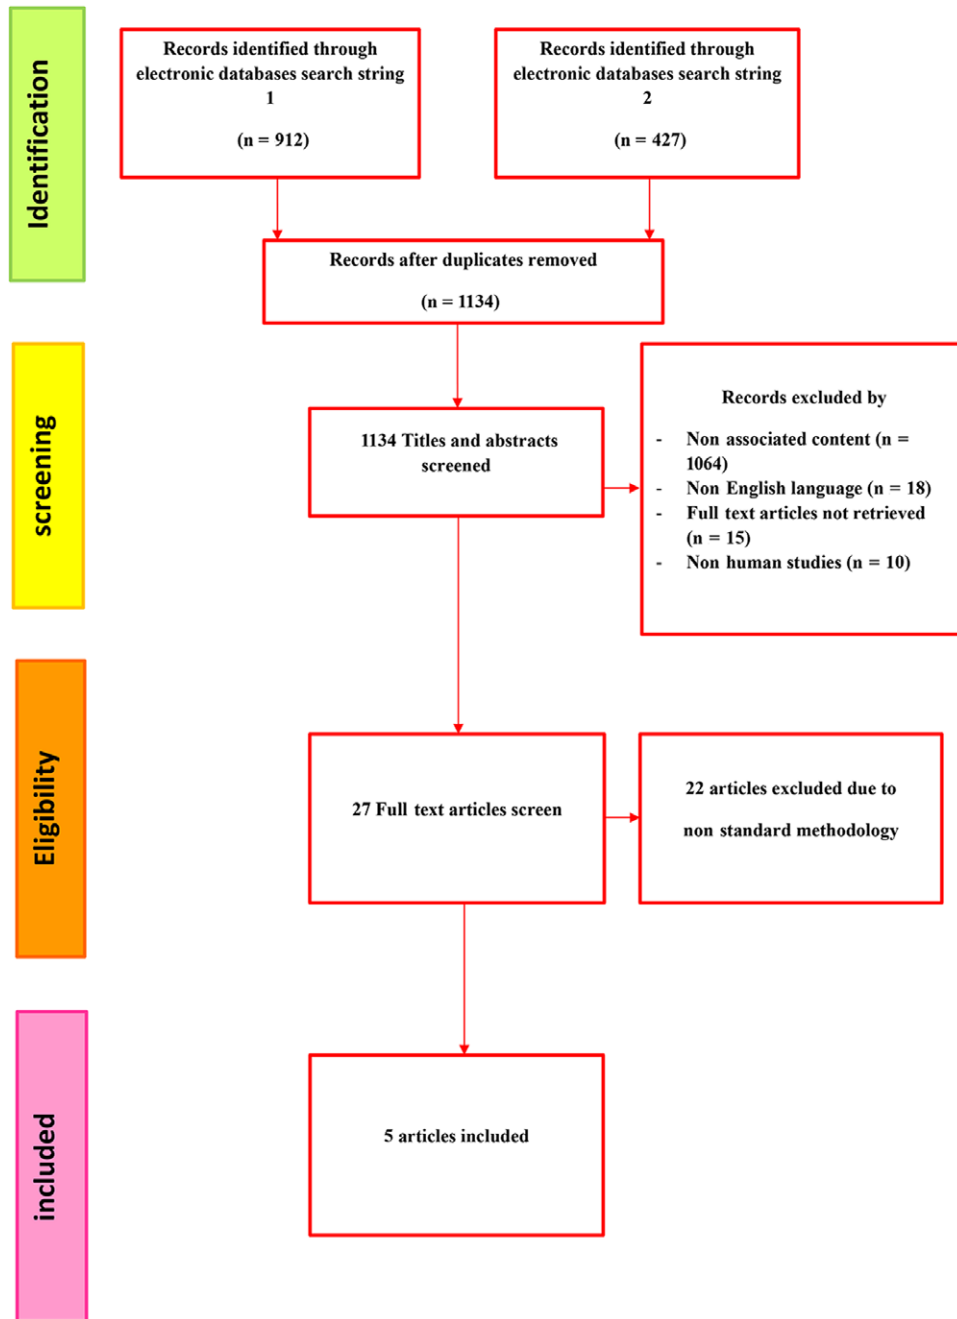 Identification
Records identified through
electronic databases search string
1
(n = 912)
Records identified through
electronic databases search string
2
(n = 427)
Records after duplicates removed
(n = 1134)
screening
1134 Titles and abstracts
screened
Records excluded by
- Non associated content (n =
1064)
- Non English language (n = 18)
- Full text articles not retrieved
(n = 15)
- Non human studies (n = 10)
Eligibility
27 Full text articles screen
22 articles excluded due to
non standard methodology
included
5 articles included